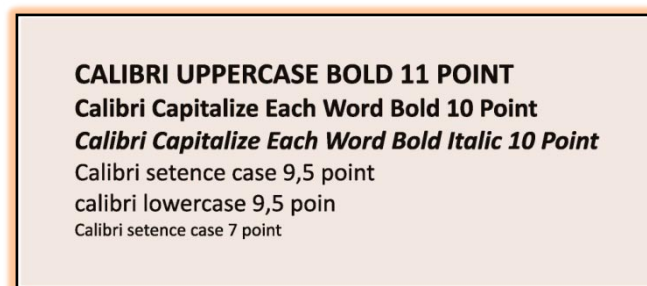 CALIBRI UPPERCASE BOLD 11 POINT
Calibri Capitalize Each Word Bold 10 Point
Calibri Capitalize Each Word Bold Italic 10 Point
Calibri setence case 9,5 point
calibri lowercase 9,5 poin
Calibri setence case 7 point